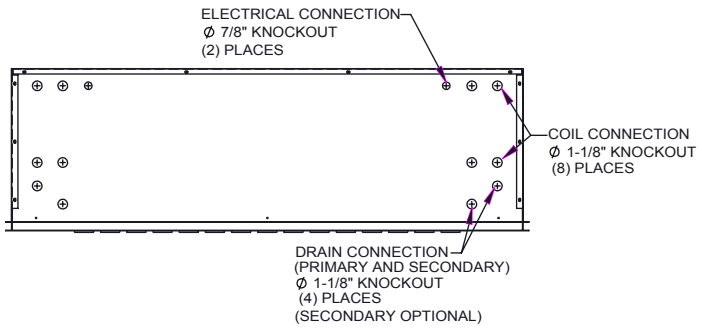 ELECTRICAL CONNECTION
Ø 7/8" KNOCKOUT
(2) PLACES
COIL CONNECTION
Ø 1-1/8" KNOCKOUT
(8) PLACES
DRAIN CONNECTION
(PRIMARY AND SECONDARY)
Ø 1-1/8" KNOCKOUT
(4) PLACES
(SECONDARY OPTIONAL)